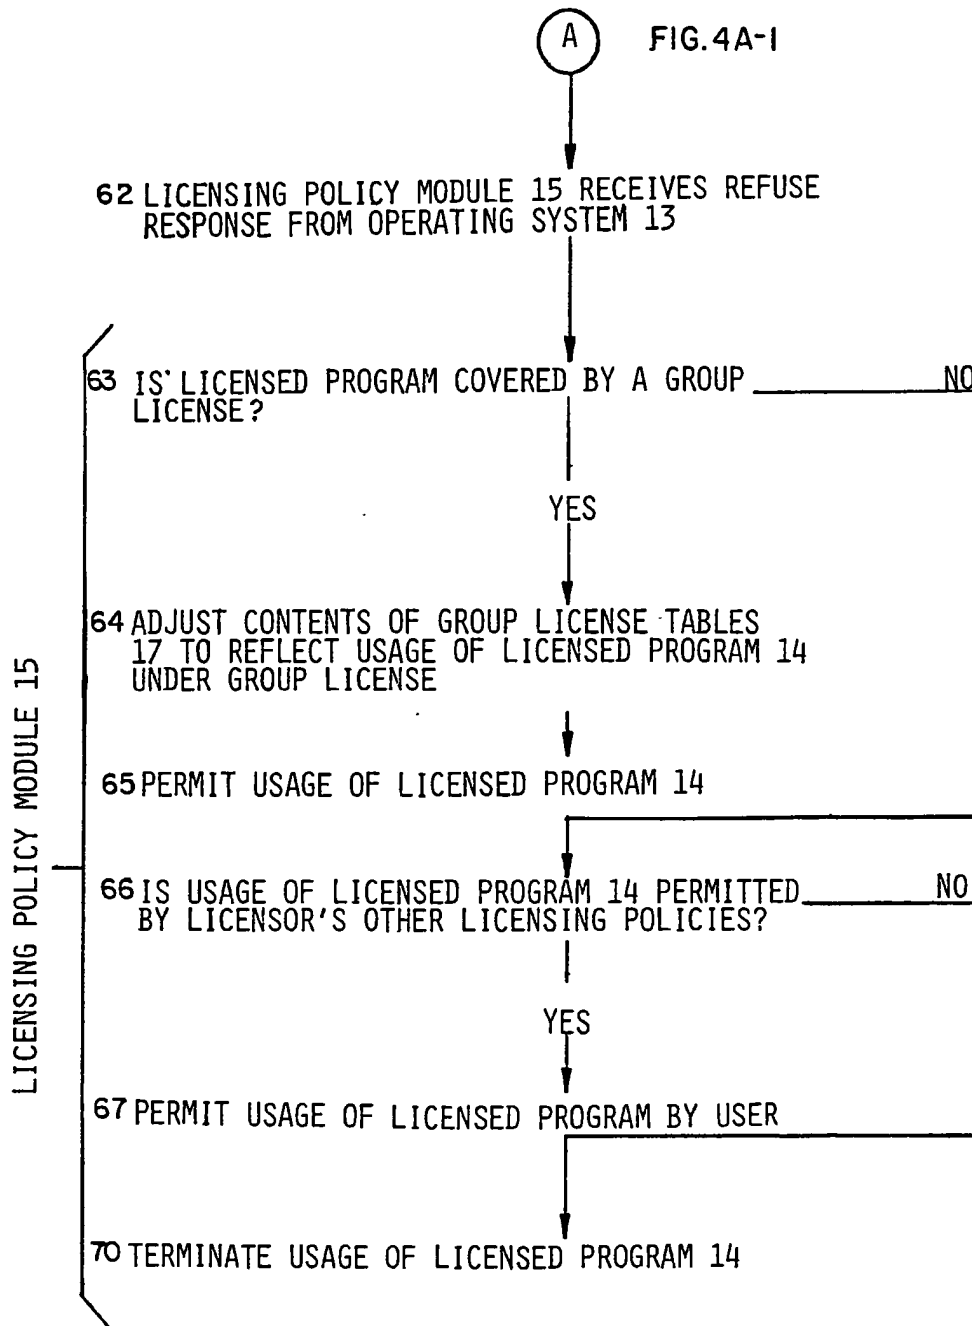 A FIG.4A-1
62 LICENSING POLICY MODULE 15 RECEIVES REFUSE
RESPONSE FROM OPERATING SYSTEM 13
63 IS LICENSED PROGRAM COVERED BY A GROUP NO
LICENSE?
YES
64 ADJUST CONTENTS OF GROUP LICENSE TABLES
17 TO REFLECT USAGE OF LICENSED PROGRAM 14
UNDER GROUP LICENSE
65 PERMIT USAGE OF LICENSED PROGRAM 14
66 IS USAGE OF LICENSED PROGRAM 14 PERMITTED NO
BY LICENSOR'S OTHER LICENSING POLICIES?
YES
67 PERMIT USAGE OF LICENSED PROGRAM BY USER
70 TERMINATE USAGE OF LICENSED PROGRAM 14
LICENSING POLICY MODULE 15